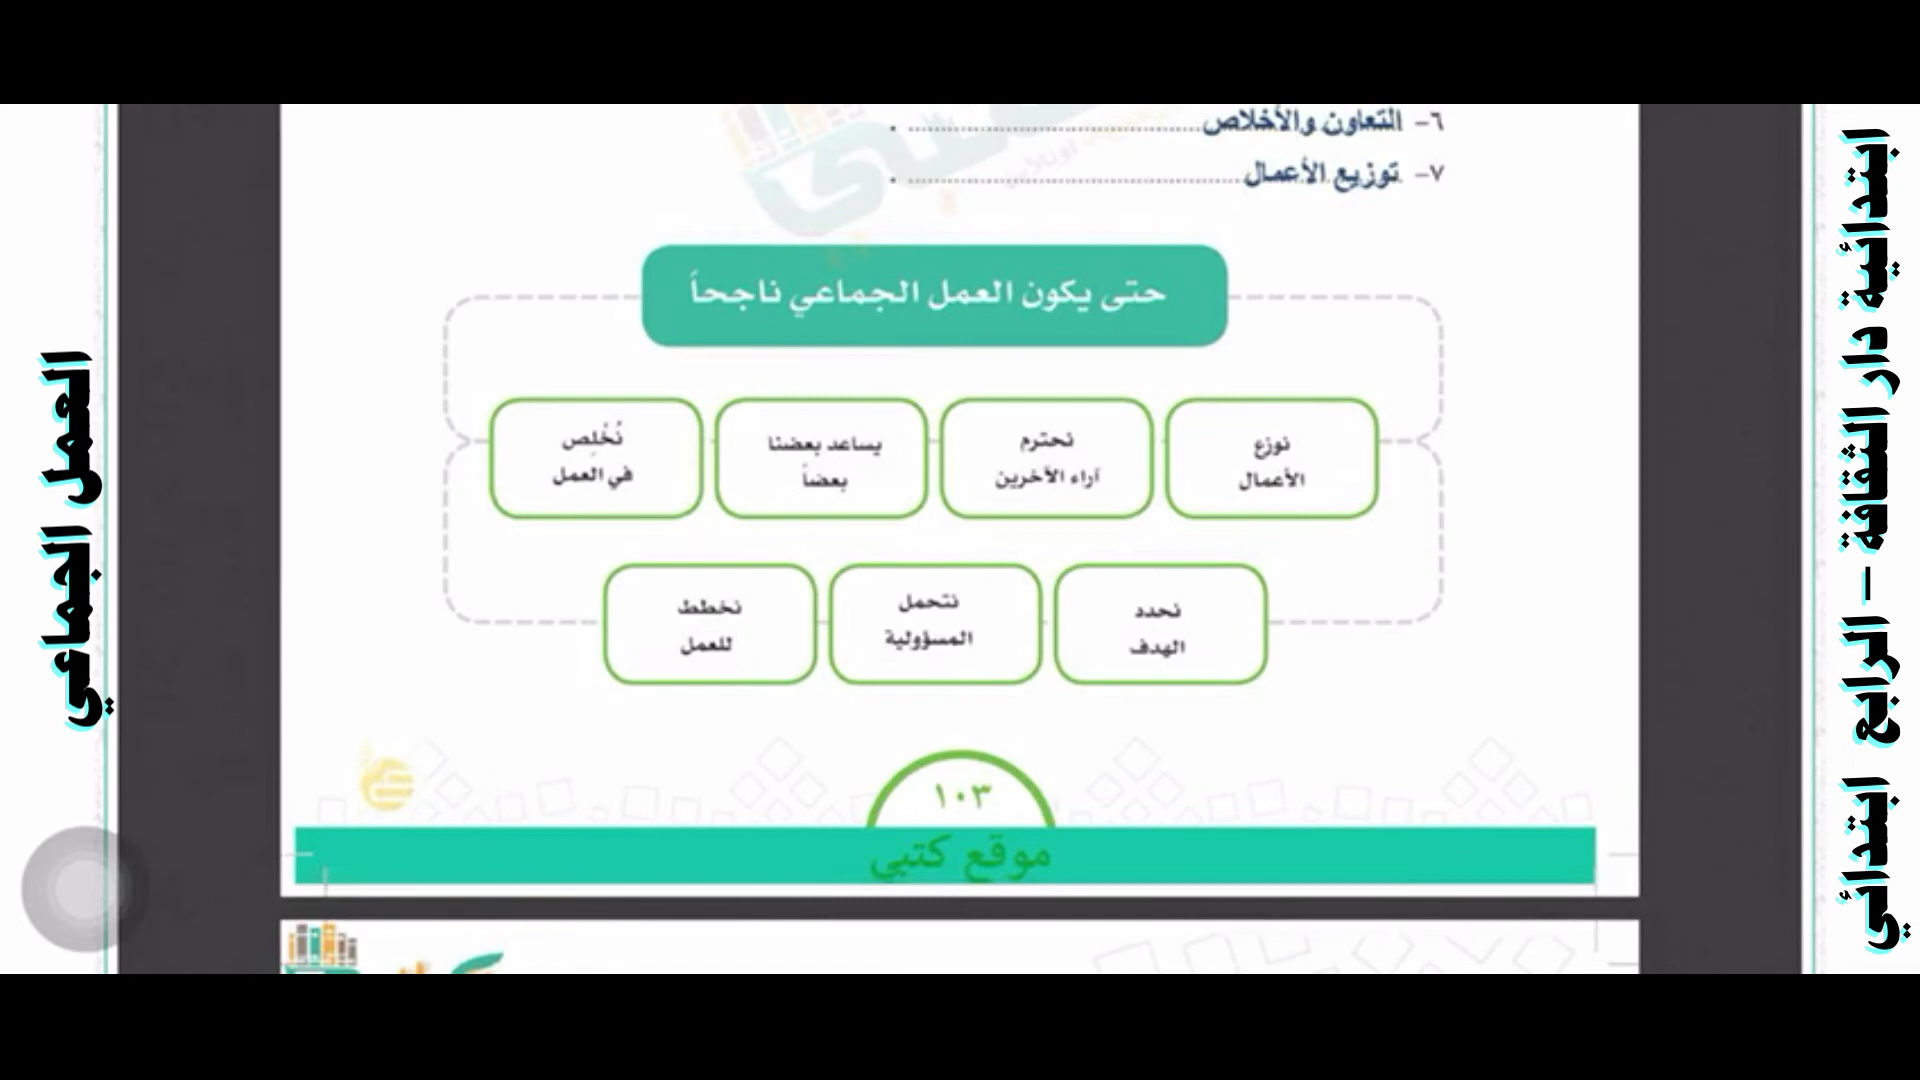 ٦- التعاون والأخلاص
٧- توزيع الأعمال
حتى يكون العمل الجماعي ناجحاً
نوزع
الأعمال
نحترم
آراء الآخرين
يساعد بعضنا
بعضاً
نُخْلِص
في العمل
نحدد
الهدف
نتحمل
المسؤولية
نخطط
للعمل
١٠٣
موقع كتبي
ابتدائية دار الثقافة – الرابع ابتدائي
العمل الجماعي